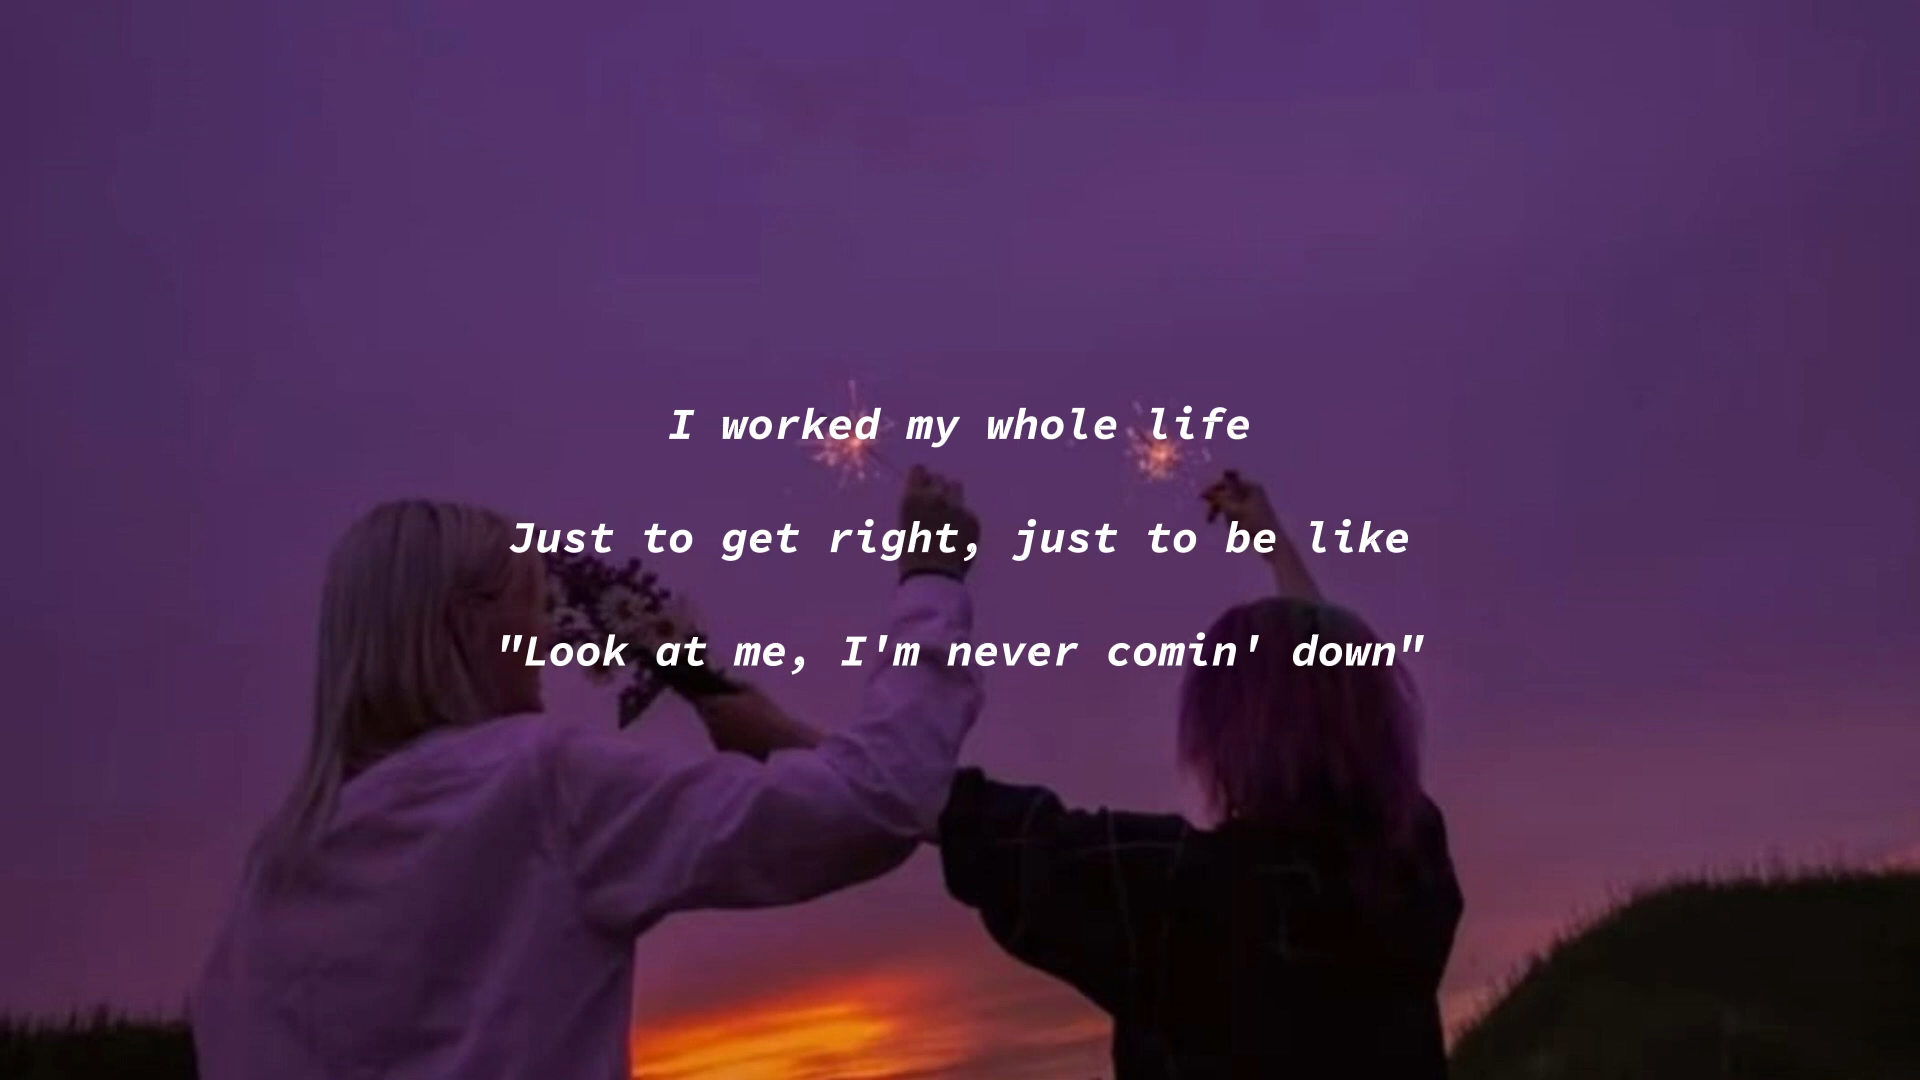 I worked my whole life
Just to get right, just to be like
"Look at me, I'm never comin' down"